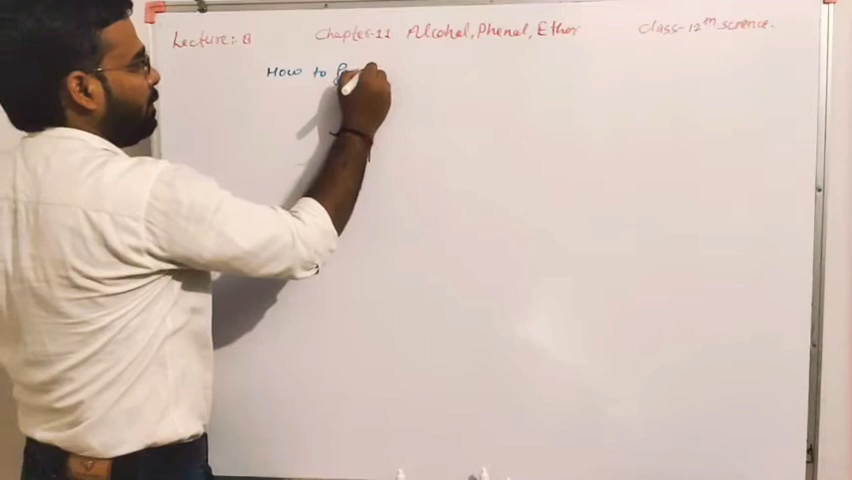 Lecture:- 8 Chapter-11 Alcohol, Phenol, Ether Class-12th science.
How to